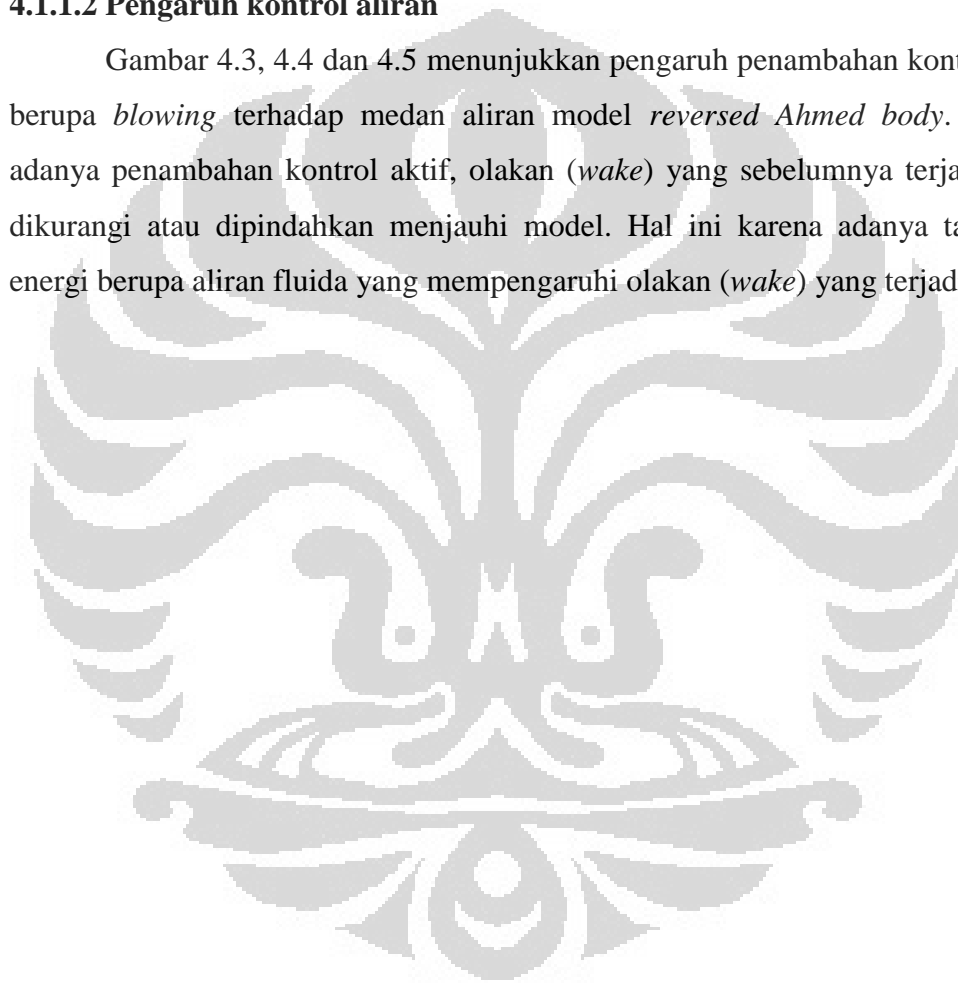 4.1.1.2 Pengaruh kontrol aliran
Gambar 4.3, 4.4 dan 4.5 menunjukkan pengaruh penambahan kont
berupa blowing terhadap medan aliran model reversed Ahmed body.
adanya penambahan kontrol aktif, olakan (wake) yang sebelumnya terja
dikurangi atau dipindahkan menjauhi model. Hal ini karena adanya ta
energi berupa aliran fluida yang mempengaruhi olakan (wake) yang terjad